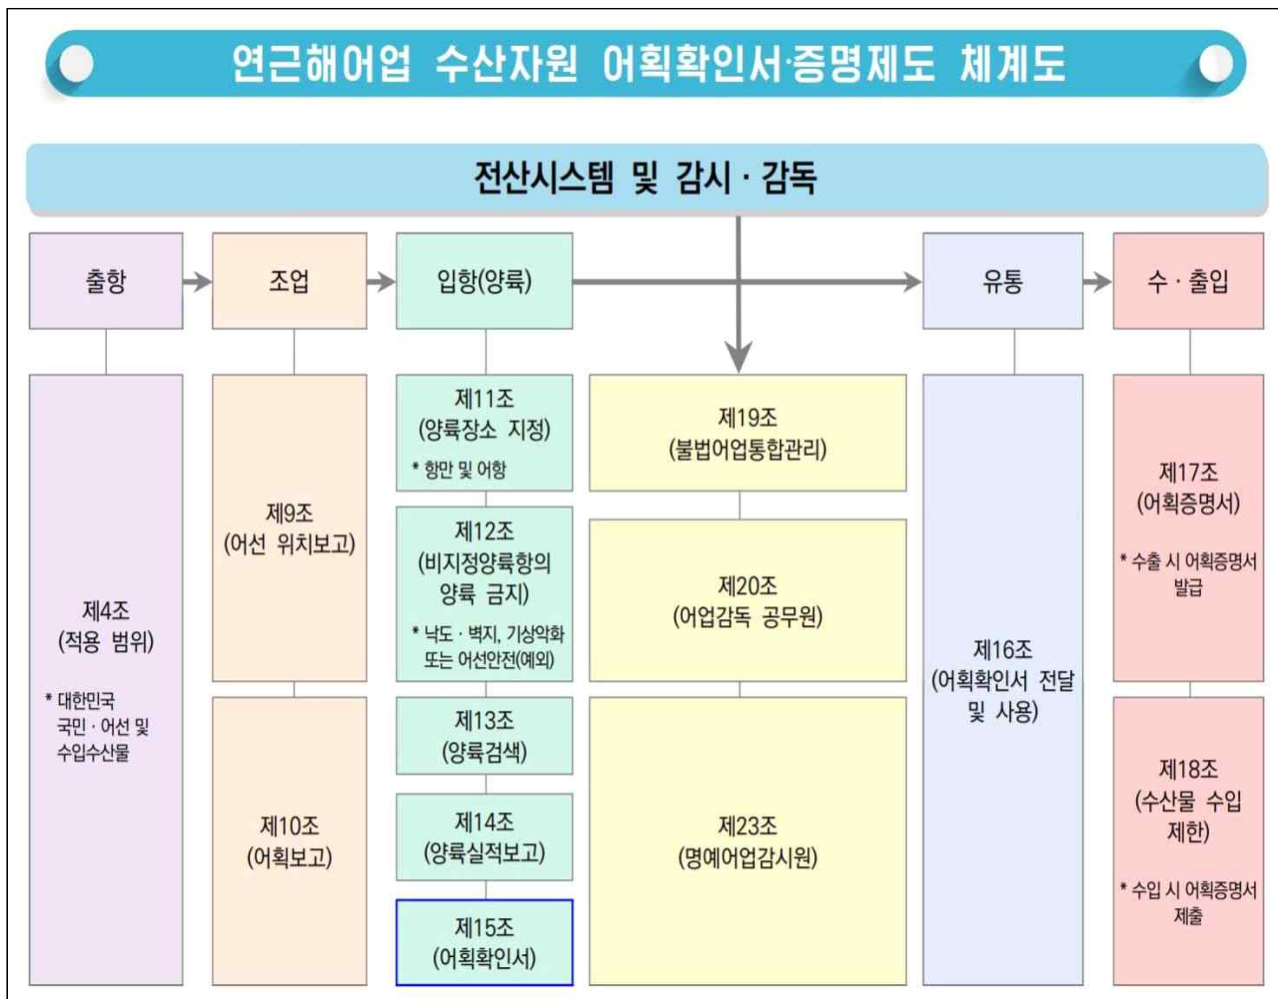 연근해어업 수산자원 어획확인서·증명제도 체계도
전산시스템 및 감시·감독
출항
조업
입항(양륙)
유통
수·출입
제4조
(적용 범위)
* 대한민국
국민·어선 및
수입수산물
제9조
(어선 위치보고)
제10조
(어획보고)
제11조
(양륙장소 지정)
* 항만 및 어항
제12조
(비지정양륙항의
양륙 금지)
* 낙도·벽지, 기상악화
또는 어선안전(예외)
제13조
(양륙검색)
제14조
(양륙실적보고)
제15조
(어획확인서)
제19조
(불법어업통합관리)
제20조
(어업감독 공무원)
제23조
(명예어업감시원)
제16조
(어획확인서 전달
및 사용)
제17조
(어획증명서)
* 수출 시 어획증명서
발급
제18조
(수산물 수입
제한)
* 수입 시 어획증명서
제출